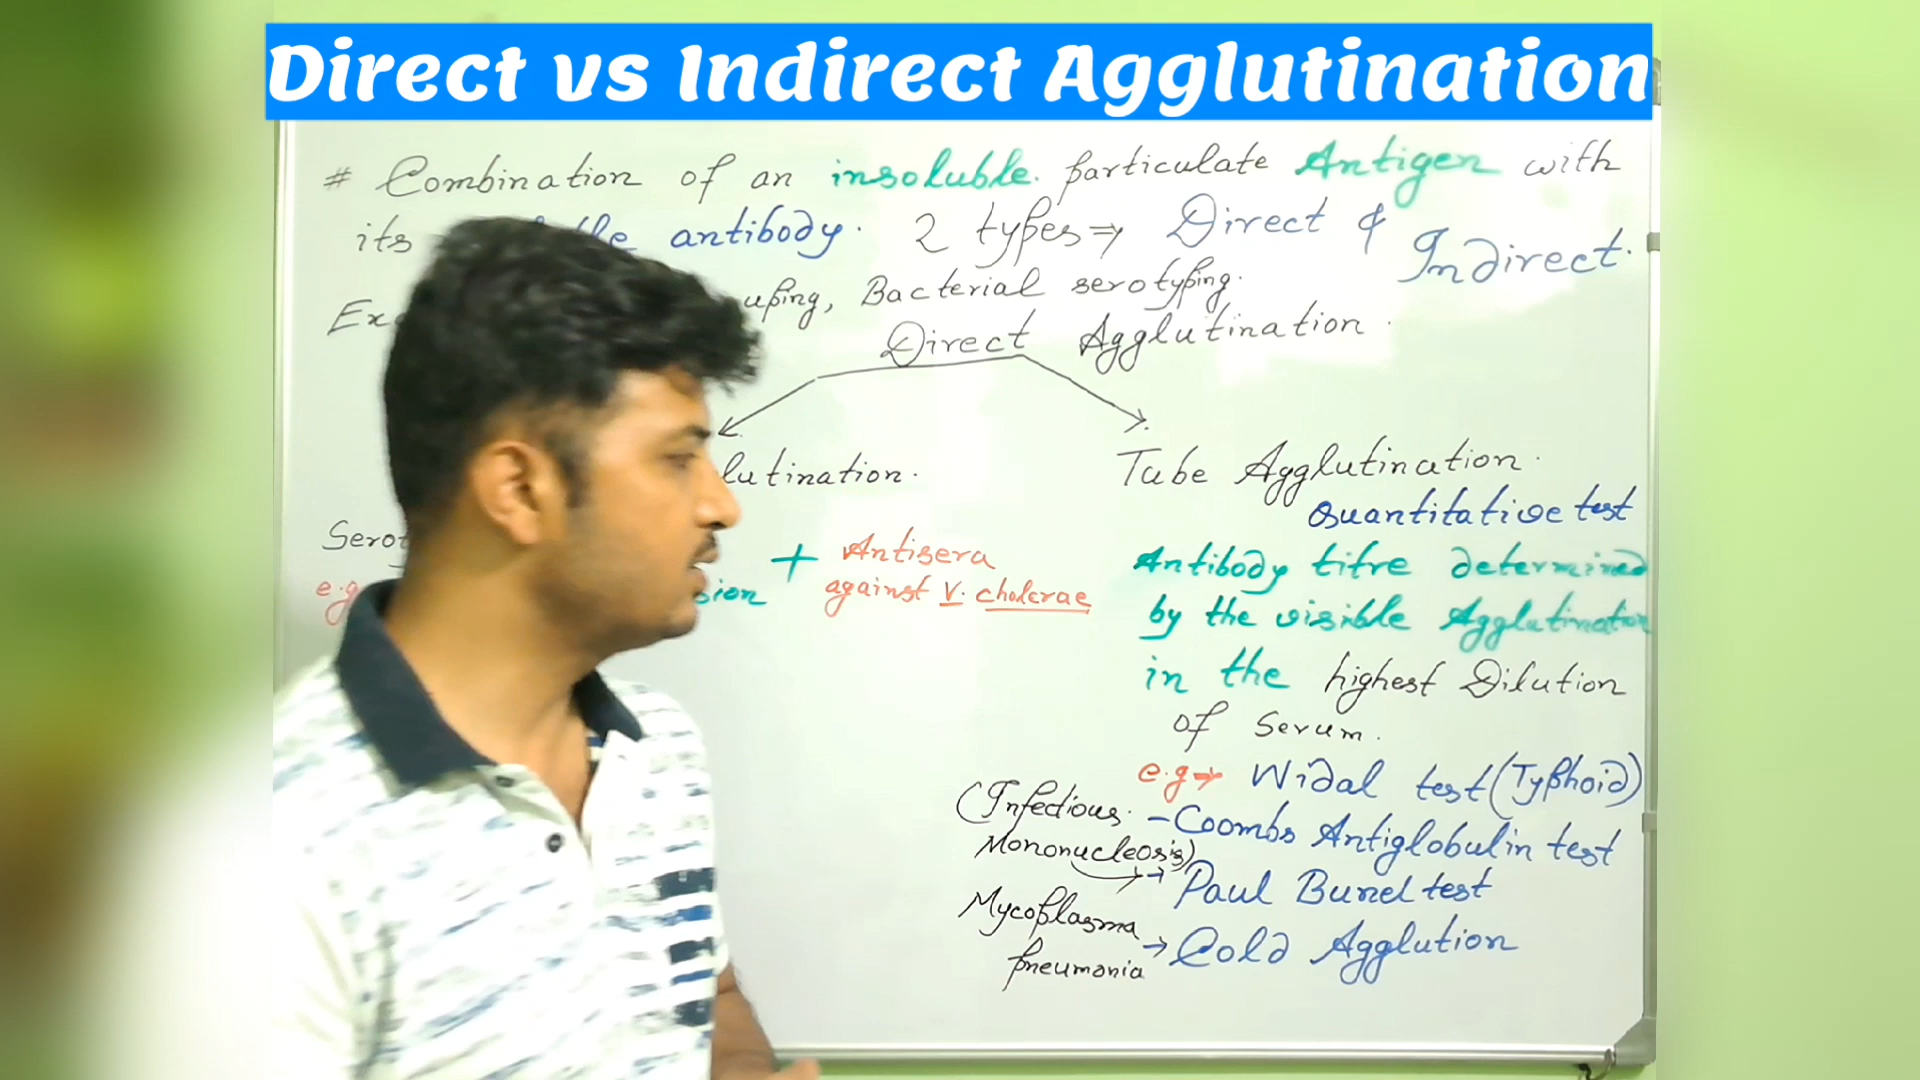 Direct vs Indirect Agglutination
# Combination of an insoluble. particulate Antigen with
its antibody. 2 types⇒ Direct & Indirect.
uping, Bacterial serotyping.
Direct Agglutination.
lutination.
Tube Agglutination.
Quantitative test
Serot
e.g
sion + Antisera
against V. cholerae
Antibody titre determined
by the visible Agglutination
in the highest Dilution
of Serum.
e.g→ Widal test (Typhoid)
(Infectious. Mononucleosis)
- Coombs Antiglobulin test
→ Paul Bunel test
Mycoplasma pneumonia
→ Cold Agglution